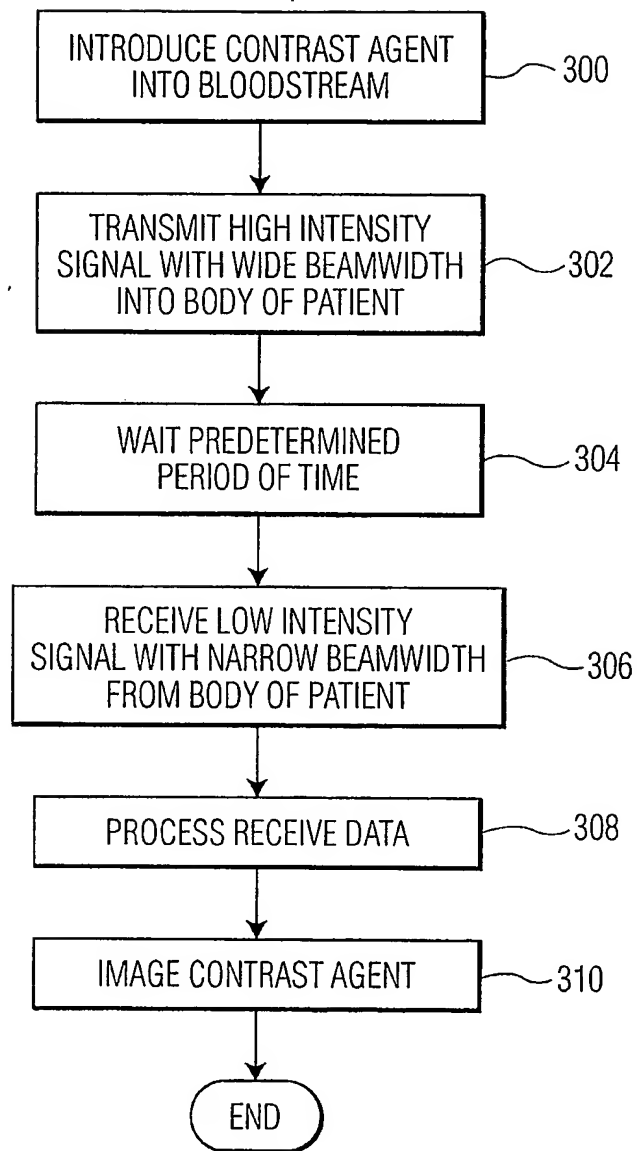 INTRODUCE CONTRAST AGENT
INTO BLOODSTREAM
300
TRANSMIT HIGH INTENSITY
SIGNAL WITH WIDE BEAMWIDTH
INTO BODY OF PATIENT
302
WAIT PREDETERMINED
PERIOD OF TIME
304
RECEIVE LOW INTENSITY
SIGNAL WITH NARROW BEAMWIDTH
FROM BODY OF PATIENT
306
PROCESS RECEIVE DATA
308
IMAGE CONTRAST AGENT
310
END